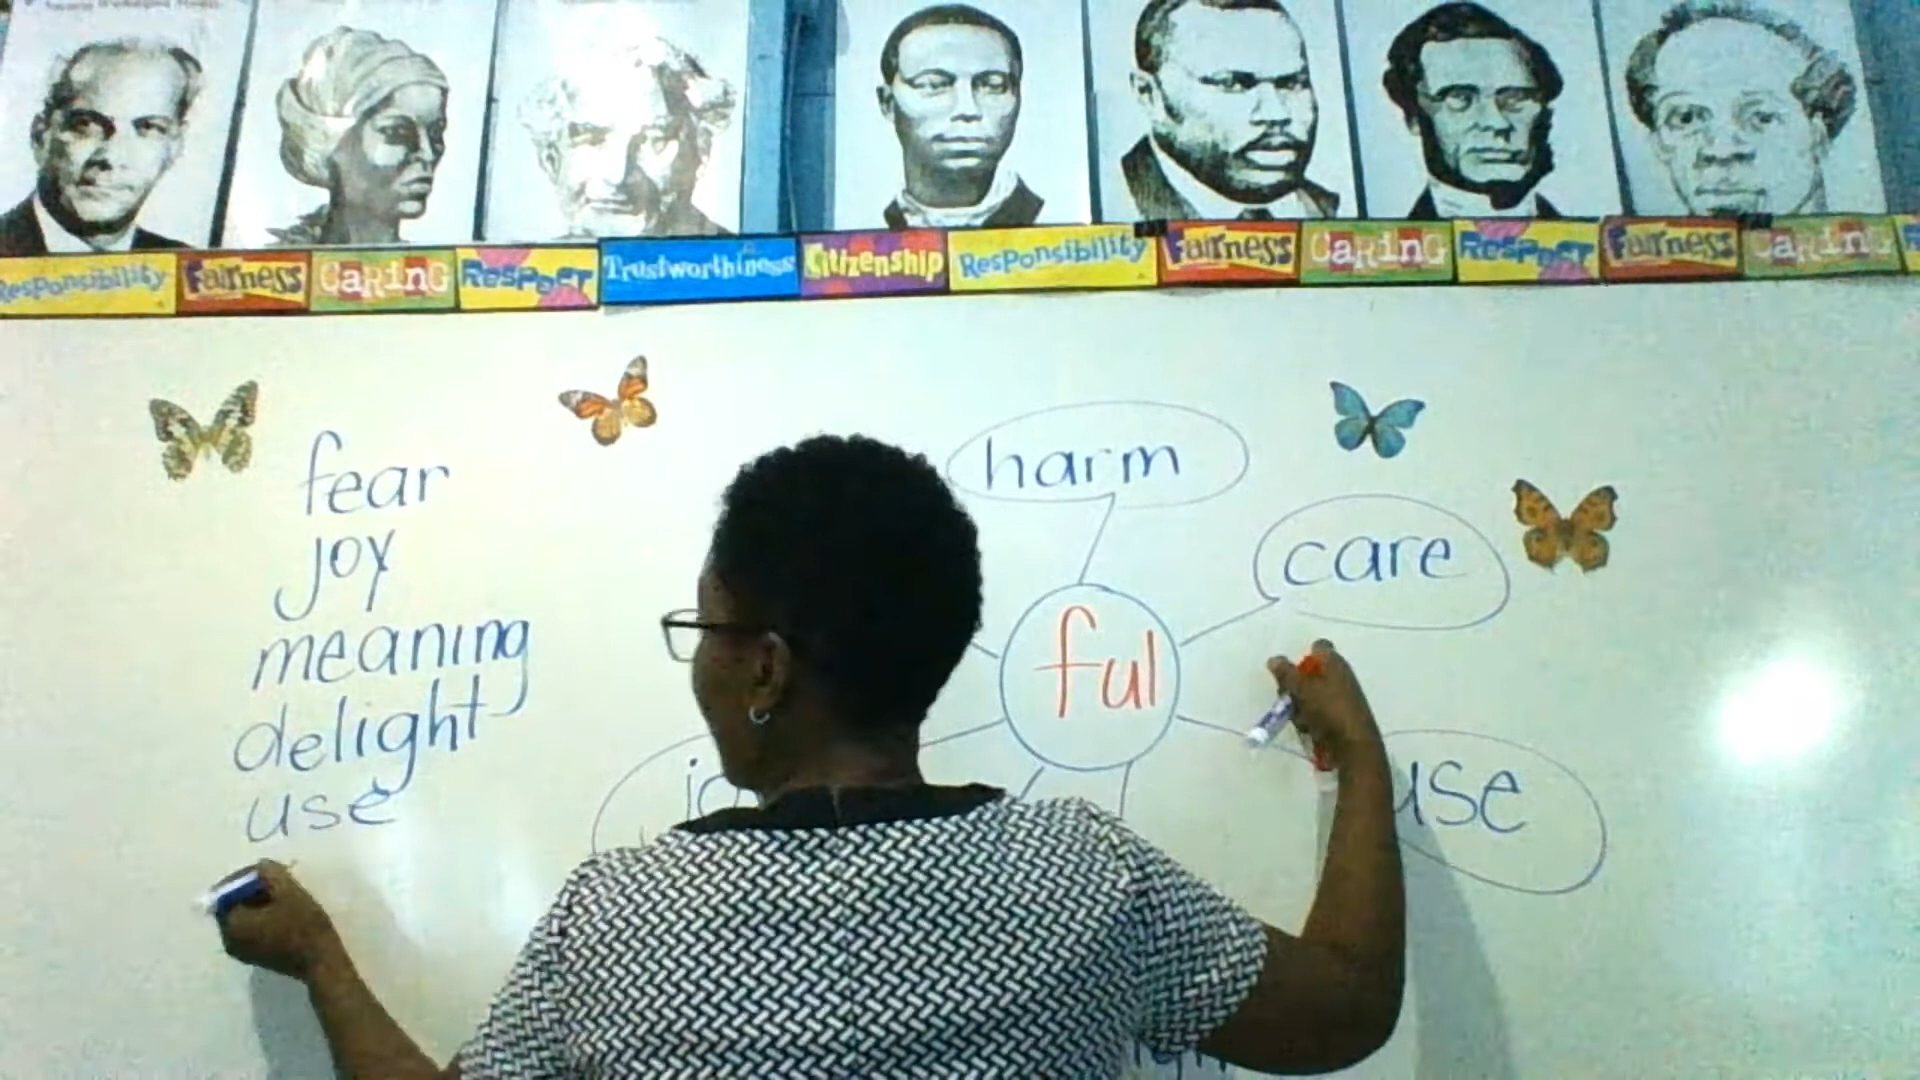 Responsibility Fairness CaRinG Respect Trustworthiness Citizenship Responsibility Fairness CaRinG Respect Fairness CaRinG
fear
joy
meaning
delight
use
harm
care
ful
use